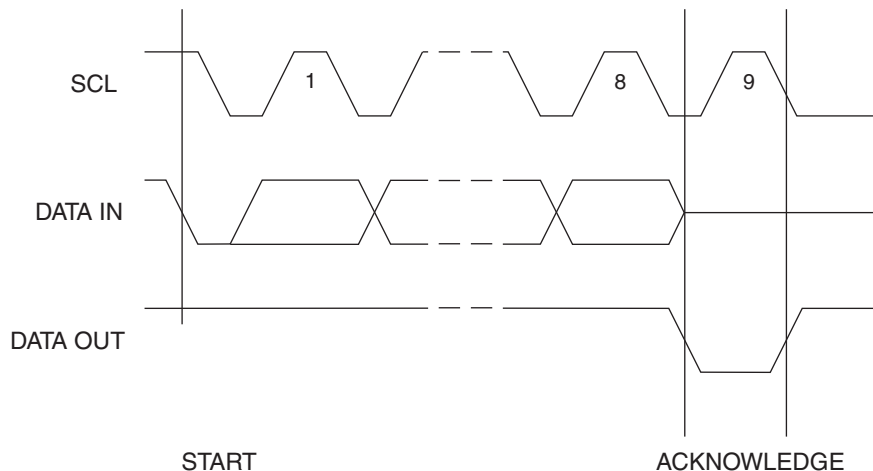 SCL
1
8
9
DATA IN
DATA OUT
START
ACKNOWLEDGE